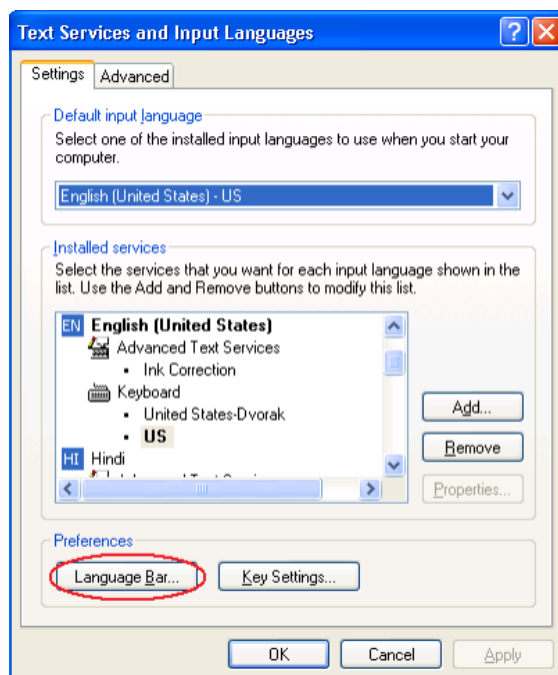 Text Services and Input Languages
Settings
Advanced
Default input language
Select one of the installed input languages to use when you start your
computer.
English (United States) - US
Installed services
Select the services that you want for each input language shown in the
list. Use the Add and Remove buttons to modify this list.
EN English (United States)
Advanced Text Services
• Ink Correction
Keyboard
• United States-Dvorak
• US
HI Hindi
Add...
Remove
Properties...
Preferences
Language Bar...
Key Settings...
OK
Cancel
Apply